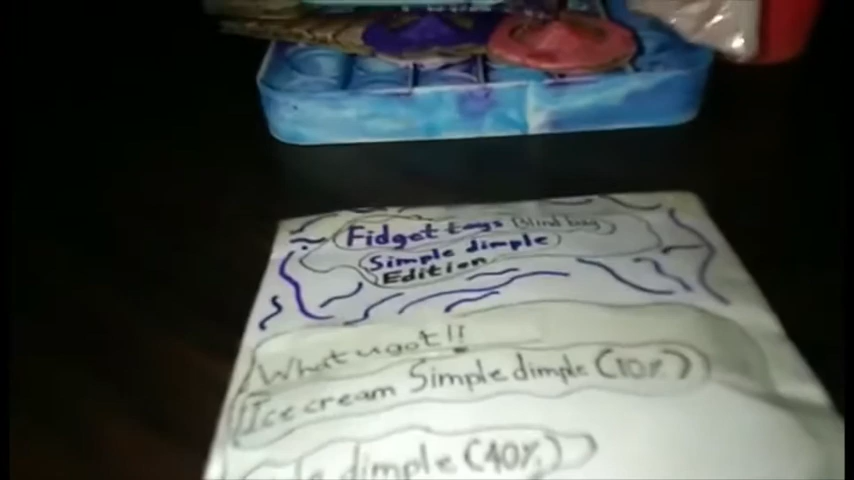 Fidget toys (Blind bag)
Simple dimple
Edition
What u got!!
Ice cream Simple dimple (10%)
dimple (40%)